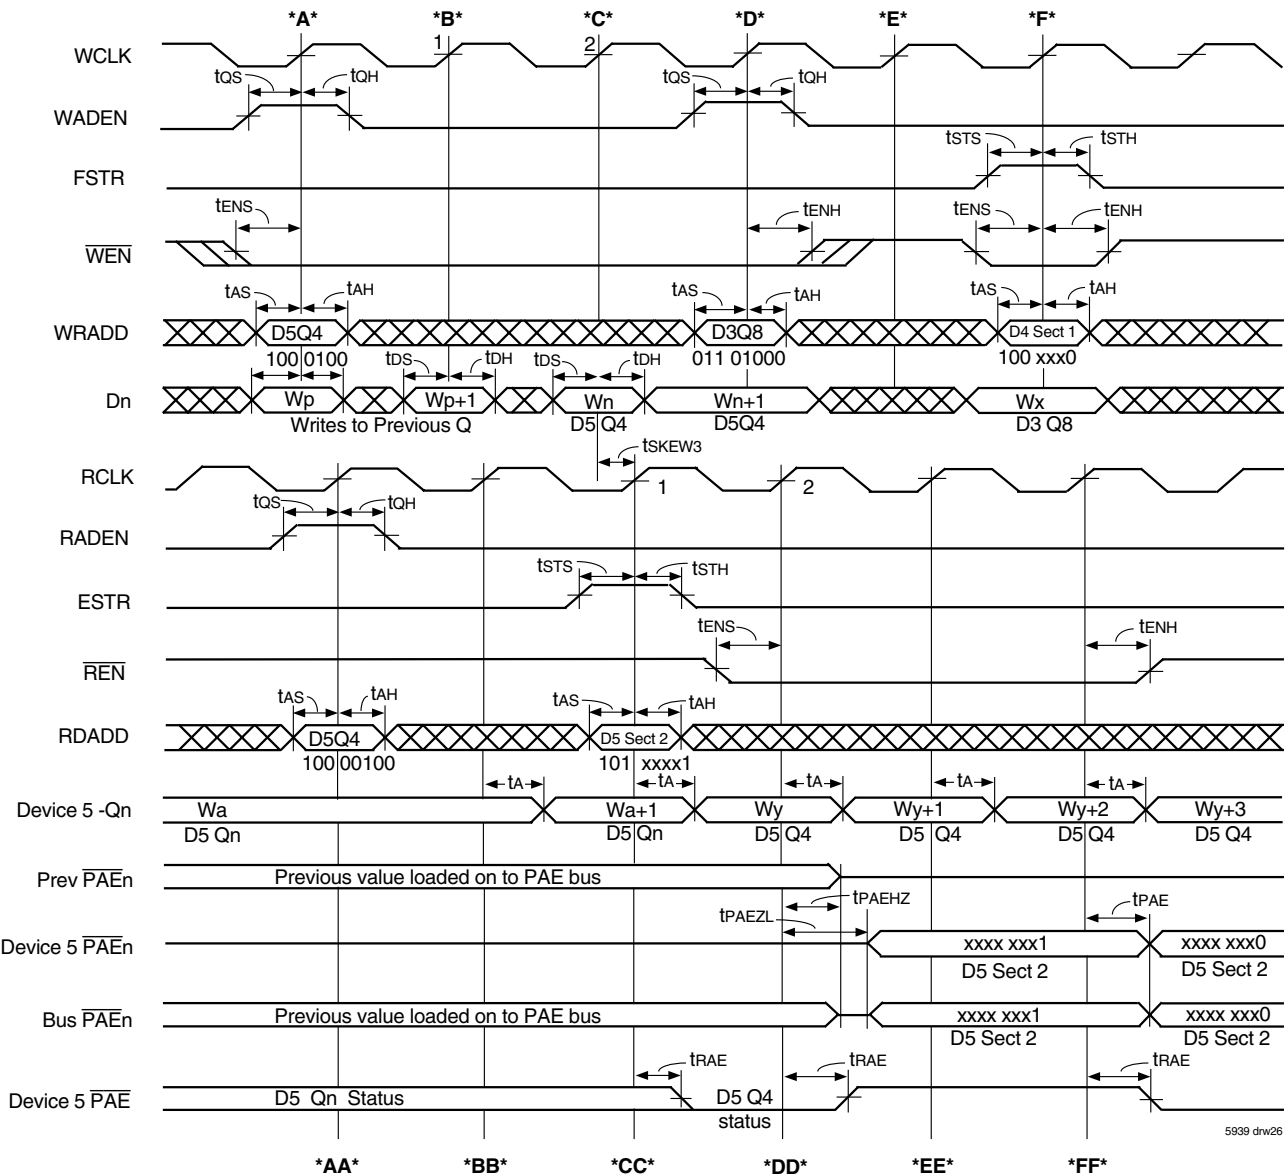 *A* *B* *C* *D* *E* *F*
WCLK 1 2
tQS tQH tQS tQH
WADEN
tSTS tSTH
FSTR
tENS tENH tENS tENH
WEN
tAS tAH tAS tAH tAS tAH
WRADD D5Q4 D3Q8 D4 Sect 1
100 0100 011 01000 100 xxx0
tDS tDH tDS tDH
Dn Wp Wp+1 Wn Wn+1 Wx
Writes to Previous Q D5 Q4 D5Q4 D3 Q8
tSKEW3
RCLK 1 2
tQS tQH
RADEN
tSTS tSTH
ESTR
tENS tENH
REN
tAS tAH tAS tAH
RDADD D5Q4 D5 Sect 2
100 00100 101 xxxx1
tA tA tA tA tA
Device 5 -Qn Wa Wa+1 Wy Wy+1 Wy+2 Wy+3
D5 Qn D5 Qn D5 Q4 D5 Q4 D5 Q4 D5 Q4
Prev PAEn Previous value loaded on to PAE bus
tPAEHZ tPAE
tPAEZL
Device 5 PAEn xxxx xxx1 xxxx xxx0
D5 Sect 2 D5 Sect 2
Bus PAEn Previous value loaded on to PAE bus xxxx xxx1 xxxx xxx0
D5 Sect 2 D5 Sect 2
tRAE tRAE tRAE
Device 5 PAE D5 Qn Status D5 Q4
status
5939 drw26
*AA* *BB* *CC* *DD* *EE* *FF*